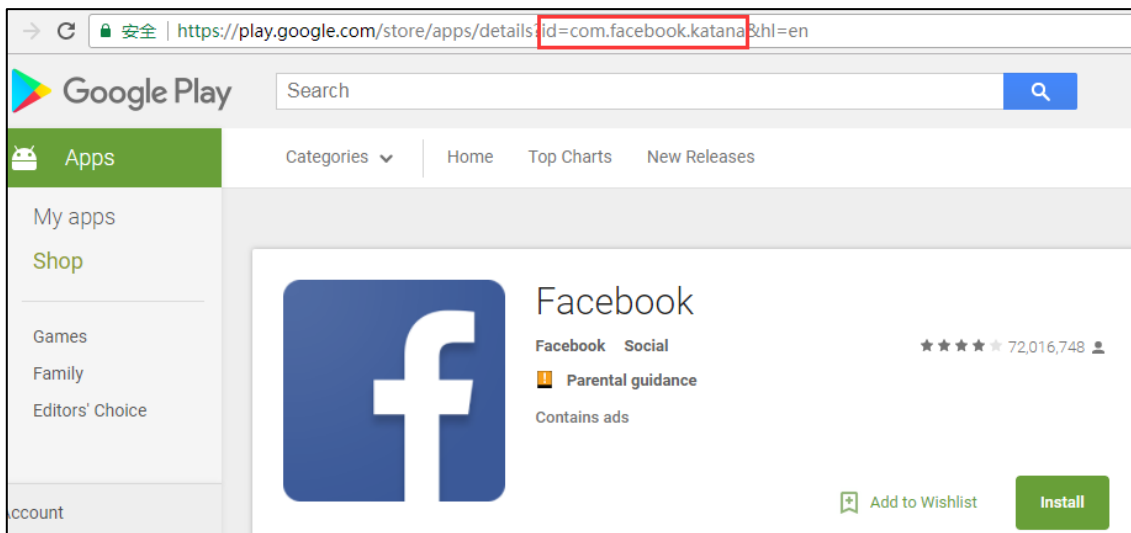 安全 | https://play.google.com/store/apps/details?id=com.facebook.katana&hl=en
Google Play
Search
Apps
Categories
Home
Top Charts
New Releases
My apps
Shop
Games
Family
Editors' Choice
Account
Facebook
Facebook Social
72,016,748
Parental guidance
Contains ads
Add to Wishlist
Install